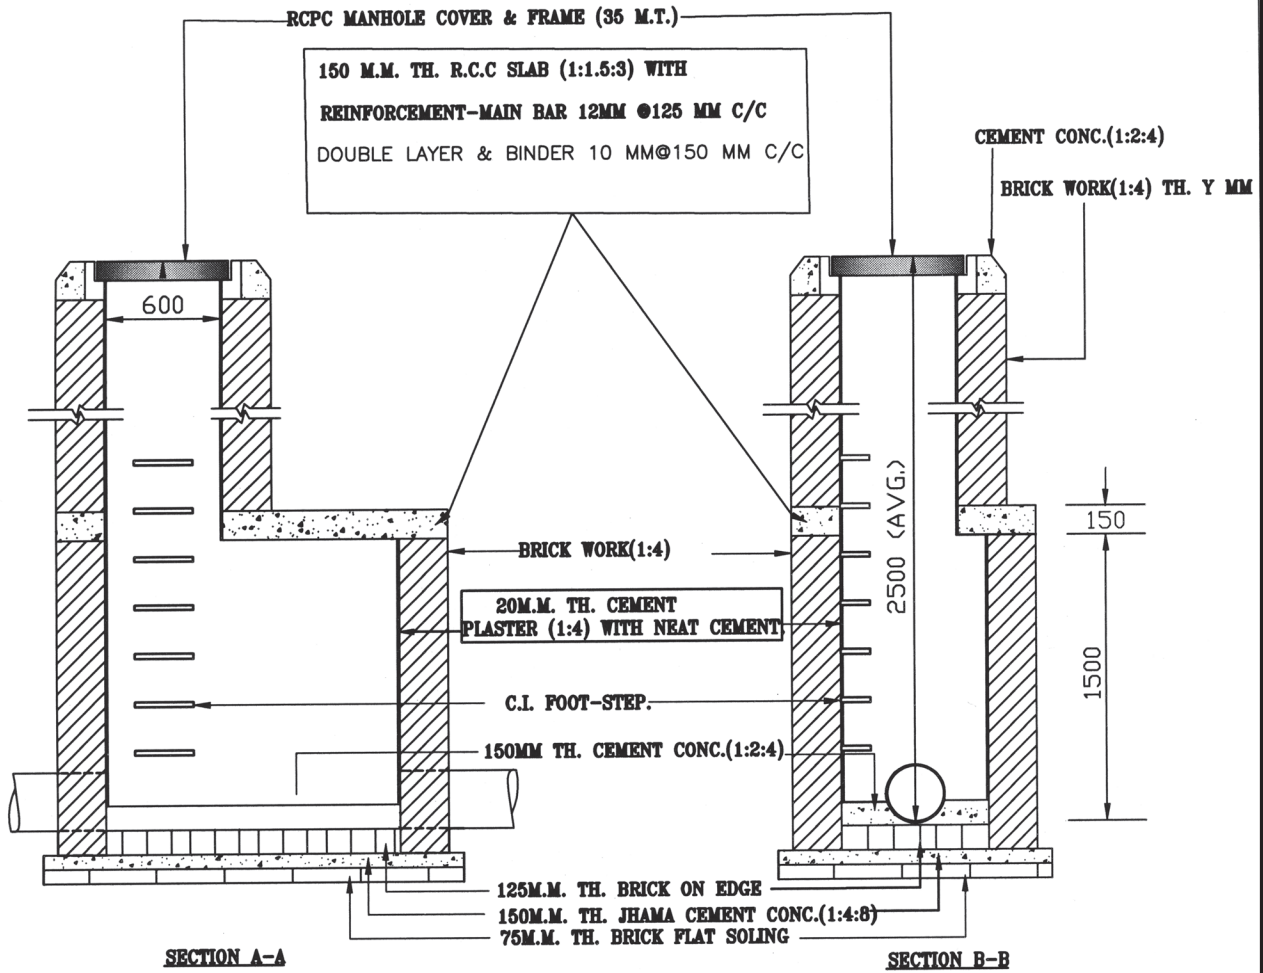 RCPC MANHOLE COVER & FRAME (35 M.T.)
150 M.M. TH. R.C.C SLAB (1:1.5:3) WITH
REINFORCEMENT-MAIN BAR 12MM @125 MM C/C
DOUBLE LAYER & BINDER 10 MM@150 MM C/C
CEMENT CONC.(1:2:4)
BRICK WORK(1:4) TH. Y MM
600
2500 (AVG.)
150
BRICK WORK(1:4)
20M.M. TH. CEMENT
PLASTER (1:4) WITH NEAT CEMENT.
1500
C.I. FOOT-STEP.
150MM TH. CEMENT CONC.(1:2:4)
125M.M. TH. BRICK ON EDGE
150M.M. TH. JHAMA CEMENT CONC.(1:4:8)
75M.M. TH. BRICK FLAT SOLING
SECTION A-A
SECTION B-B